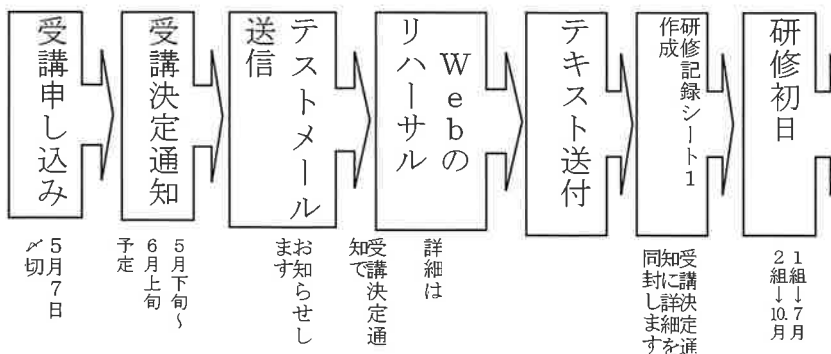 受講申し込み
受講決定通知
テストメール
送信
Webの
リハーサル
テキスト送付
研修記録シート1
作成
研修初日
5月7日
〆切
5月下旬~
6月上旬
予定
詳細は
受講決定通
知で
お知らせし
ます
受講決定通
知に詳細を
同封します
1組→7月
2組→10月